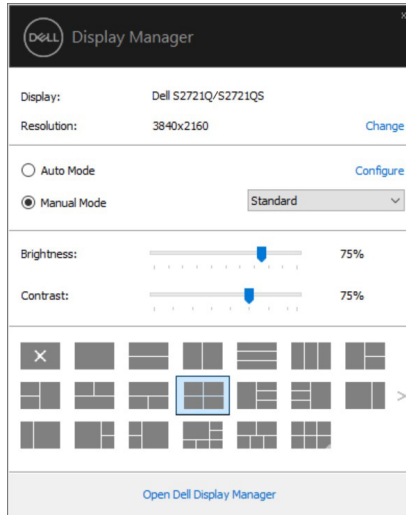 DELL Display Manager
Display: Dell S2721Q/S2721QS
Resolution: 3840x2160 Change
Auto Mode Configure
Manual Mode Standard
Brightness: 75%
Contrast: 75%
Open Dell Display Manager